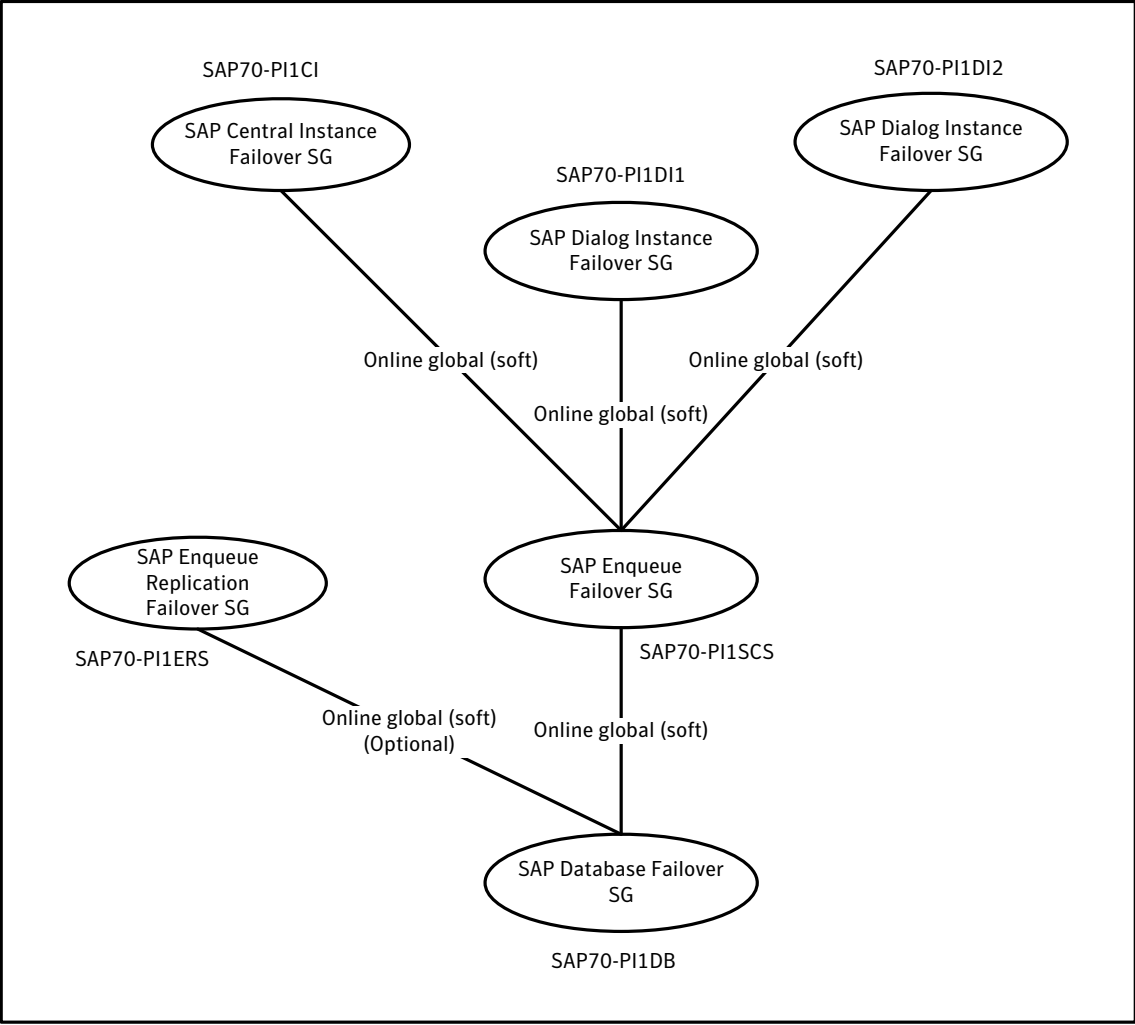 SAP70-PI1CI
SAP70-PI1DI2
SAP Central Instance
Failover SG
SAP Dialog Instance
Failover SG
SAP70-PI1DI1
SAP Dialog Instance
Failover SG
Online global (soft)
Online global (soft)
Online global (soft)
SAP Enqueue
Replication
Failover SG
SAP Enqueue
Failover SG
SAP70-PI1ERS
SAP70-PI1SCS
Online global (soft)
(Optional)
Online global (soft)
SAP Database Failover
SG
SAP70-PI1DB